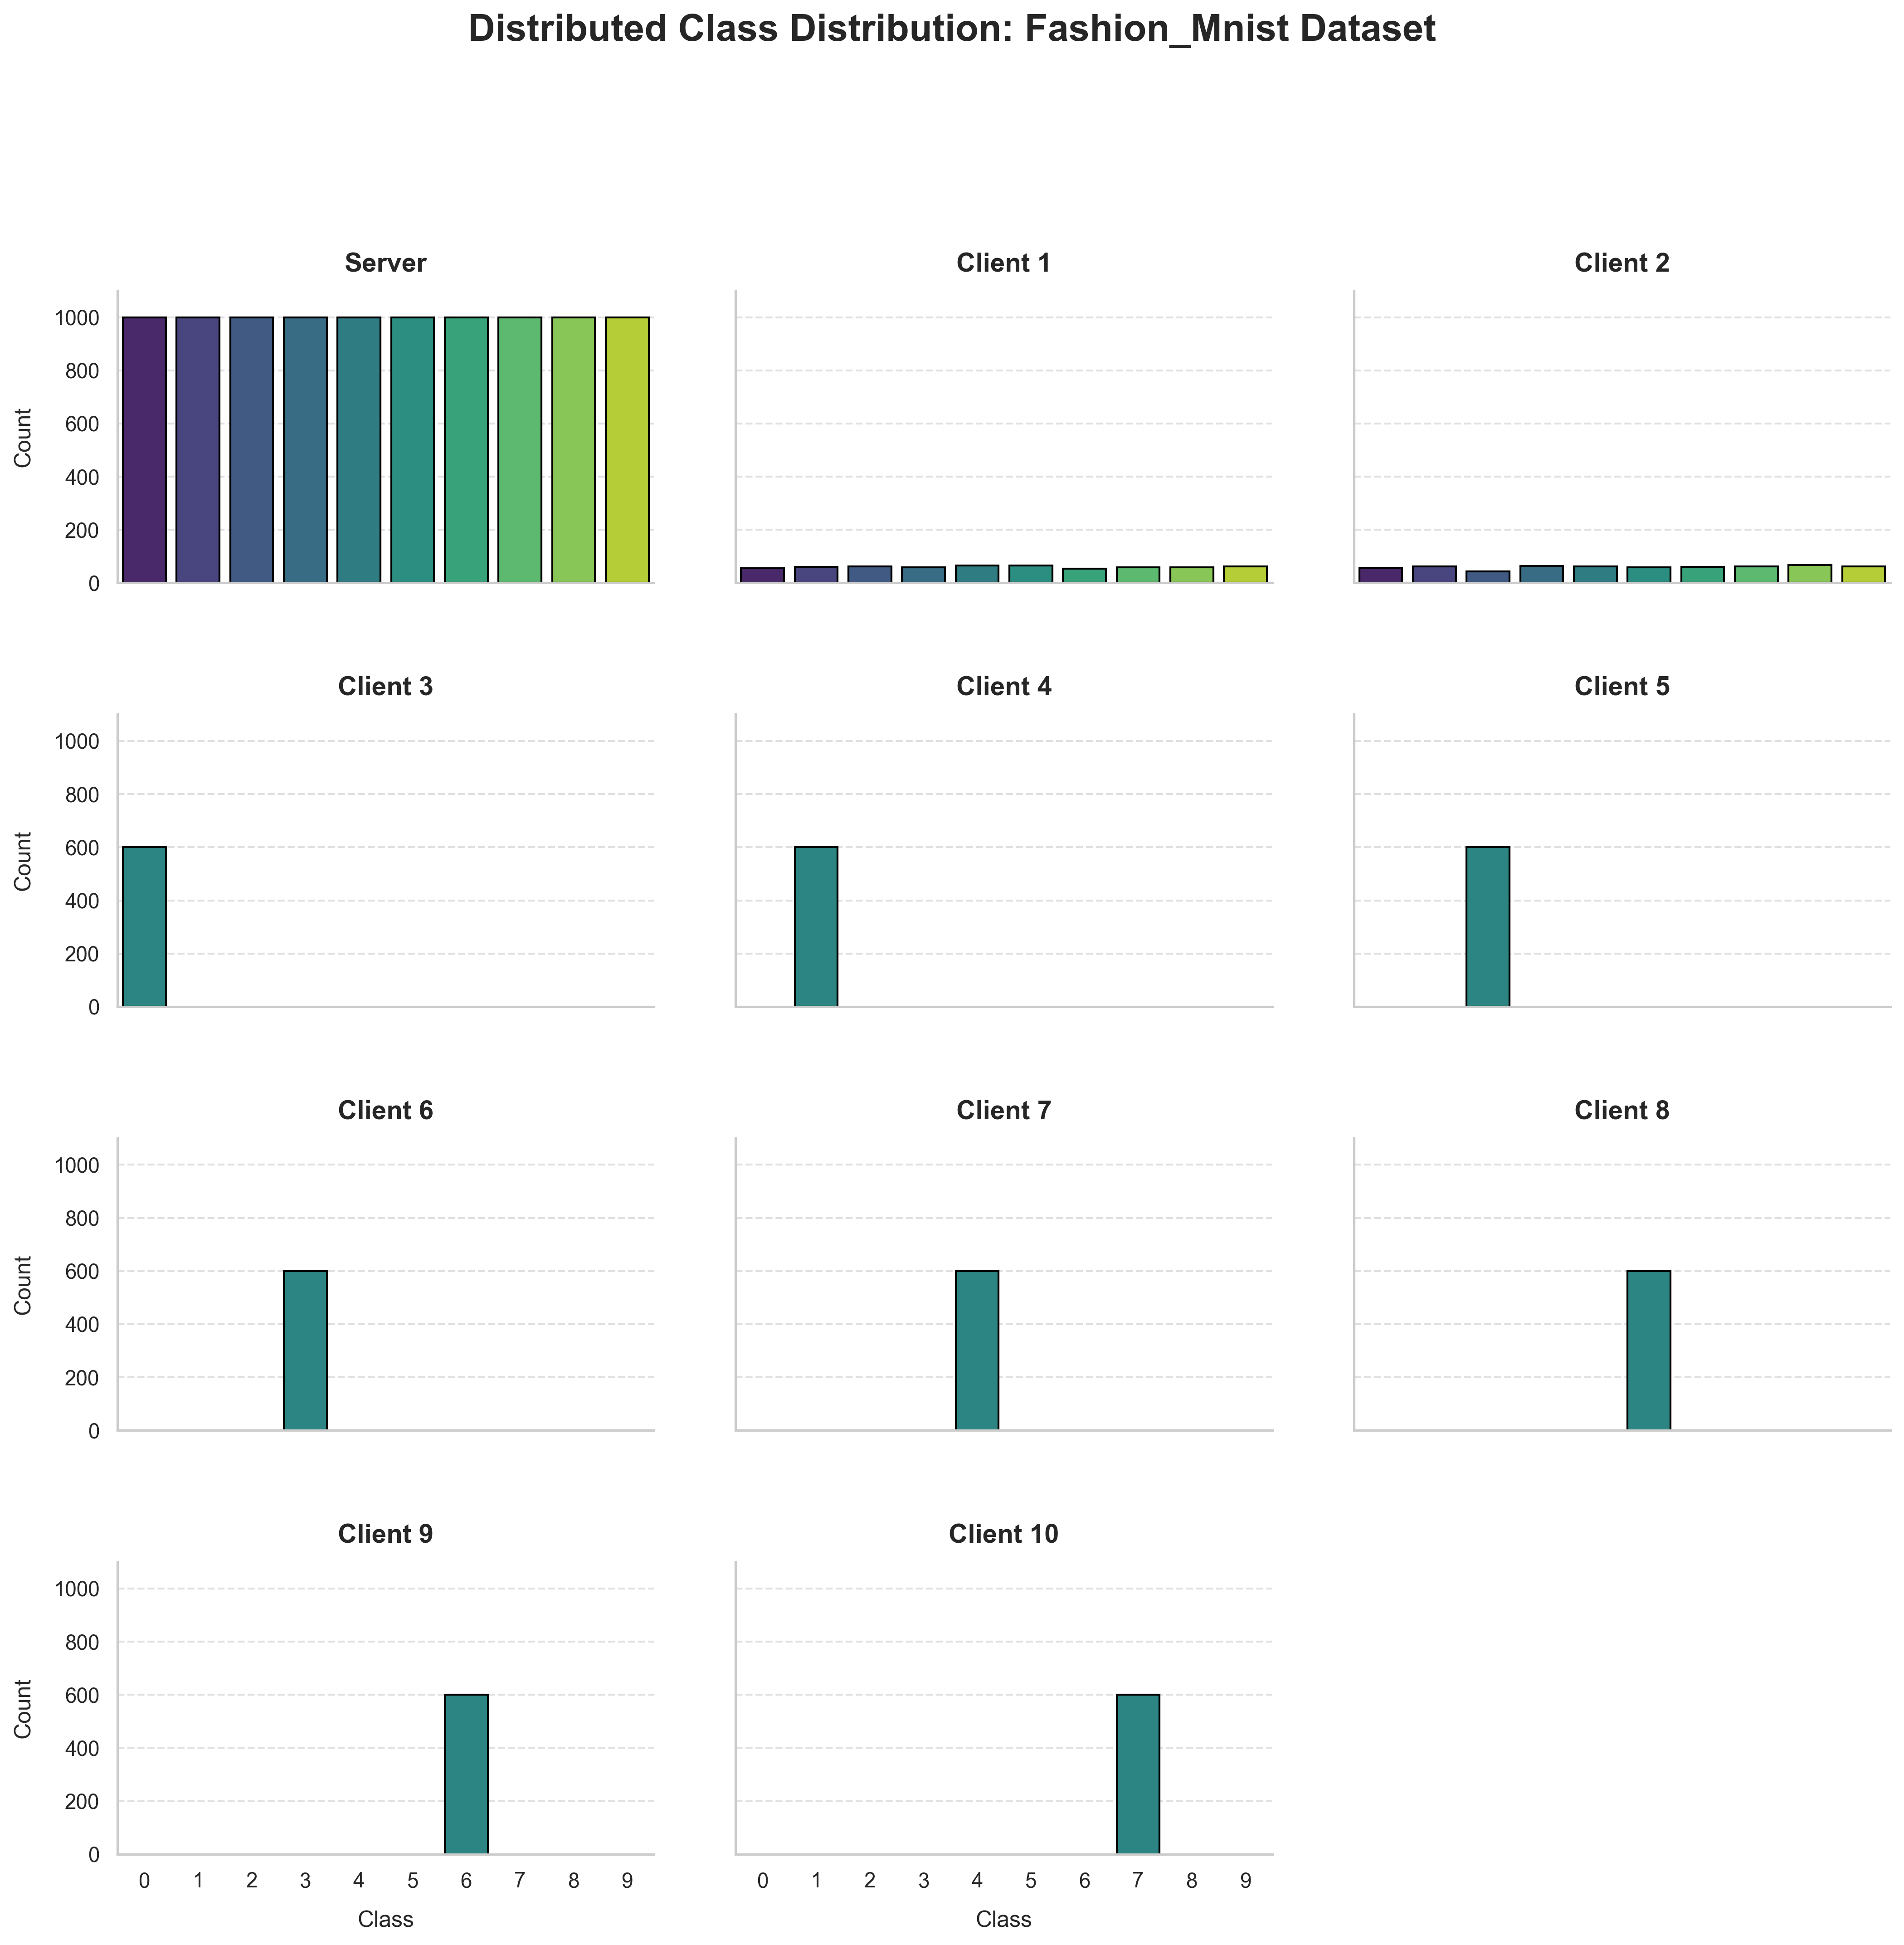 Distributed Class Distribution: Fashion_Mnist Dataset
Server
Client 1
Client 2
1000
800
600
400
200
0
Count
Client 3
Client 4
Client 5
1000
800
600
400
200
0
Count
Client 6
Client 7
Client 8
1000
800
600
400
200
0
Count
Client 9
Client 10
1000
800
600
400
200
0
Count
0 1 2 3 4 5 6 7 8 9
0 1 2 3 4 5 6 7 8 9
Class
Class